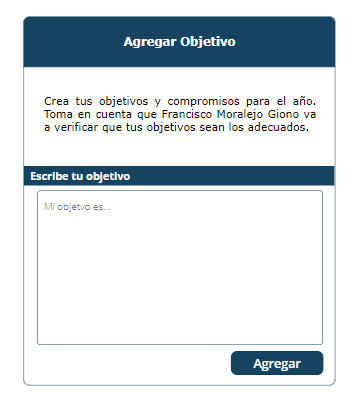 Agregar Objetivo
Crea tus objetivos y compromisos para el año.
Toma en cuenta que Francisco Moralejo Giono va
a verificar que tus objetivos sean los adecuados.
Escribe tu objetivo
Mi objetvo es...
Agregar